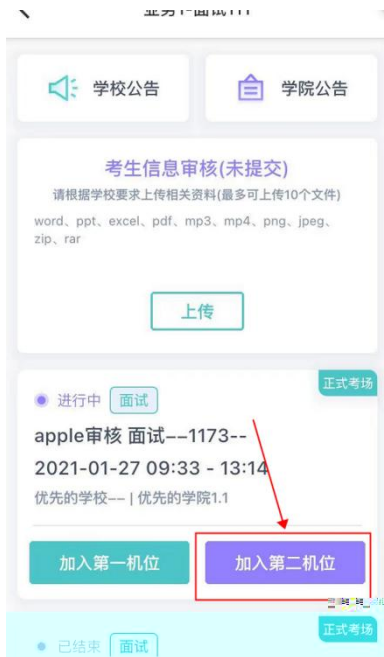 学校公告
学院公告
考生信息审核(未提交)
请根据学校要求上传相关资料(最多可上传10个文件)
word、ppt、excel、pdf、mp3、mp4、png、jpeg、
zip、rar
上传
正式考场
进行中 面试
apple审核 面试--1173--
2021-01-27 09:33 - 13:14
优先的学校-- | 优先的学院1.1
加入第一机位
加入第二机位
正式考场
已结束 面试